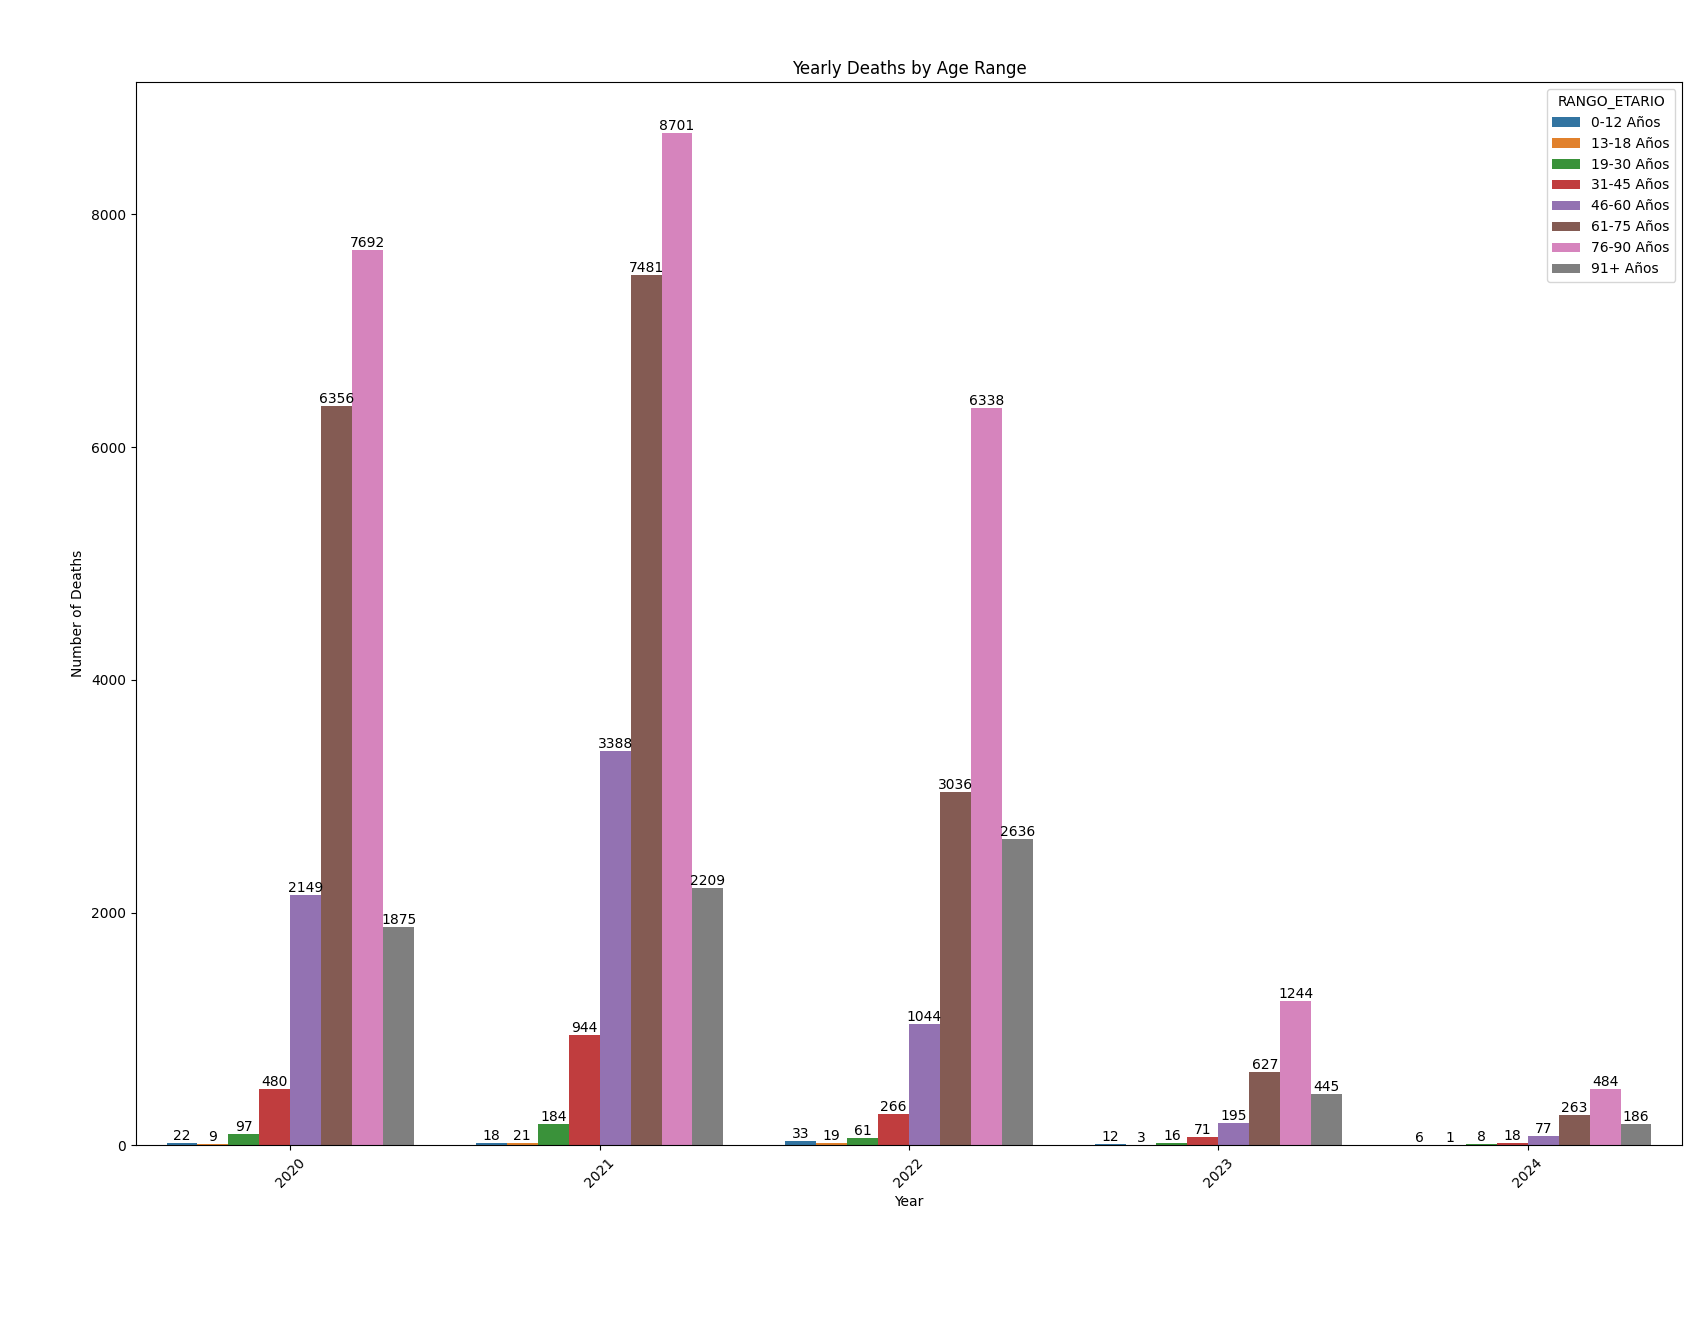 Yearly Deaths by Age Range
RANGO_ETARIO
0-12 Años
13-18 Años
19-30 Años
31-45 Años
46-60 Años
61-75 Años
76-90 Años
91+ Años
Number of Deaths
8000
6000
4000
2000
0
22 9 97 480 2149 6356 7692 1875
18 21 184 944 3388 7481 8701 2209
33 19 61 266 1044 3036 6338 2636
12 3 16 71 195 627 1244 445
6 1 8 18 77 263 484 186
2020 2021 2022 2023 2024
Year